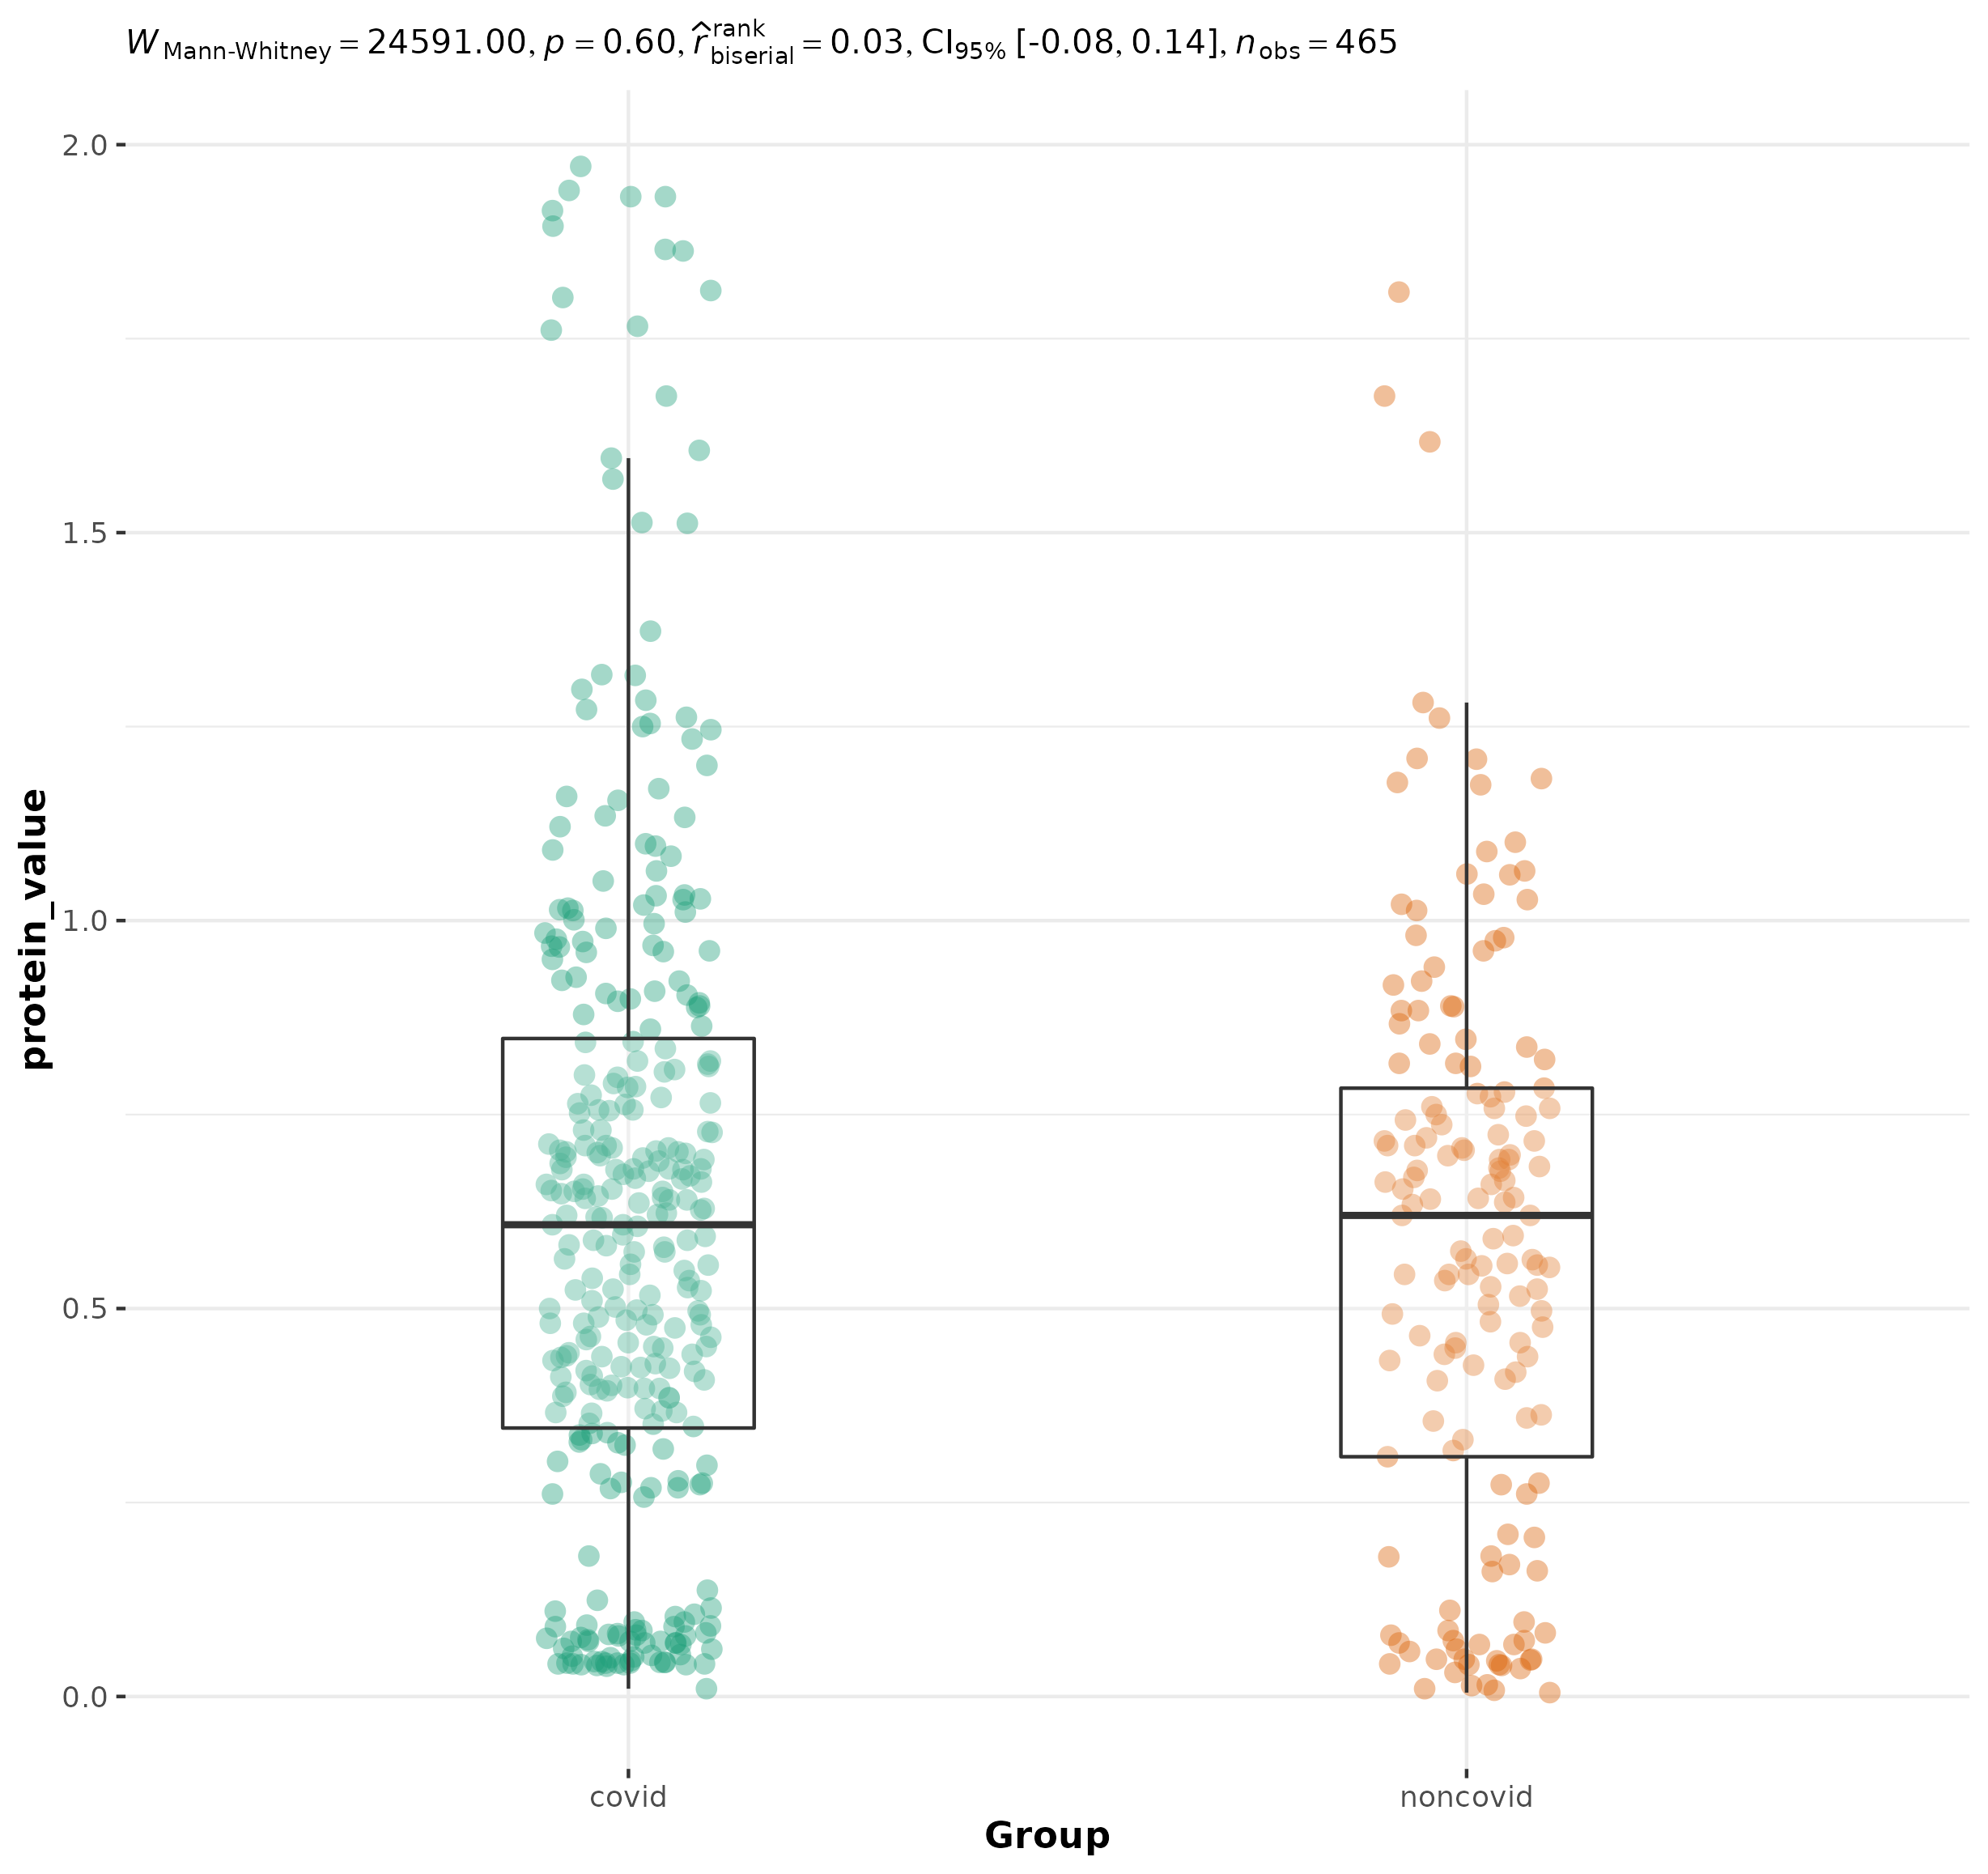 W Mann-Whitney = 24591.00, p = 0.60, r̂ rank biserial = 0.03, CI95% [-0.08, 0.14], nobs = 465
2.0
1.5
1.0
0.5
0.0
protein_value
covid noncovid
Group